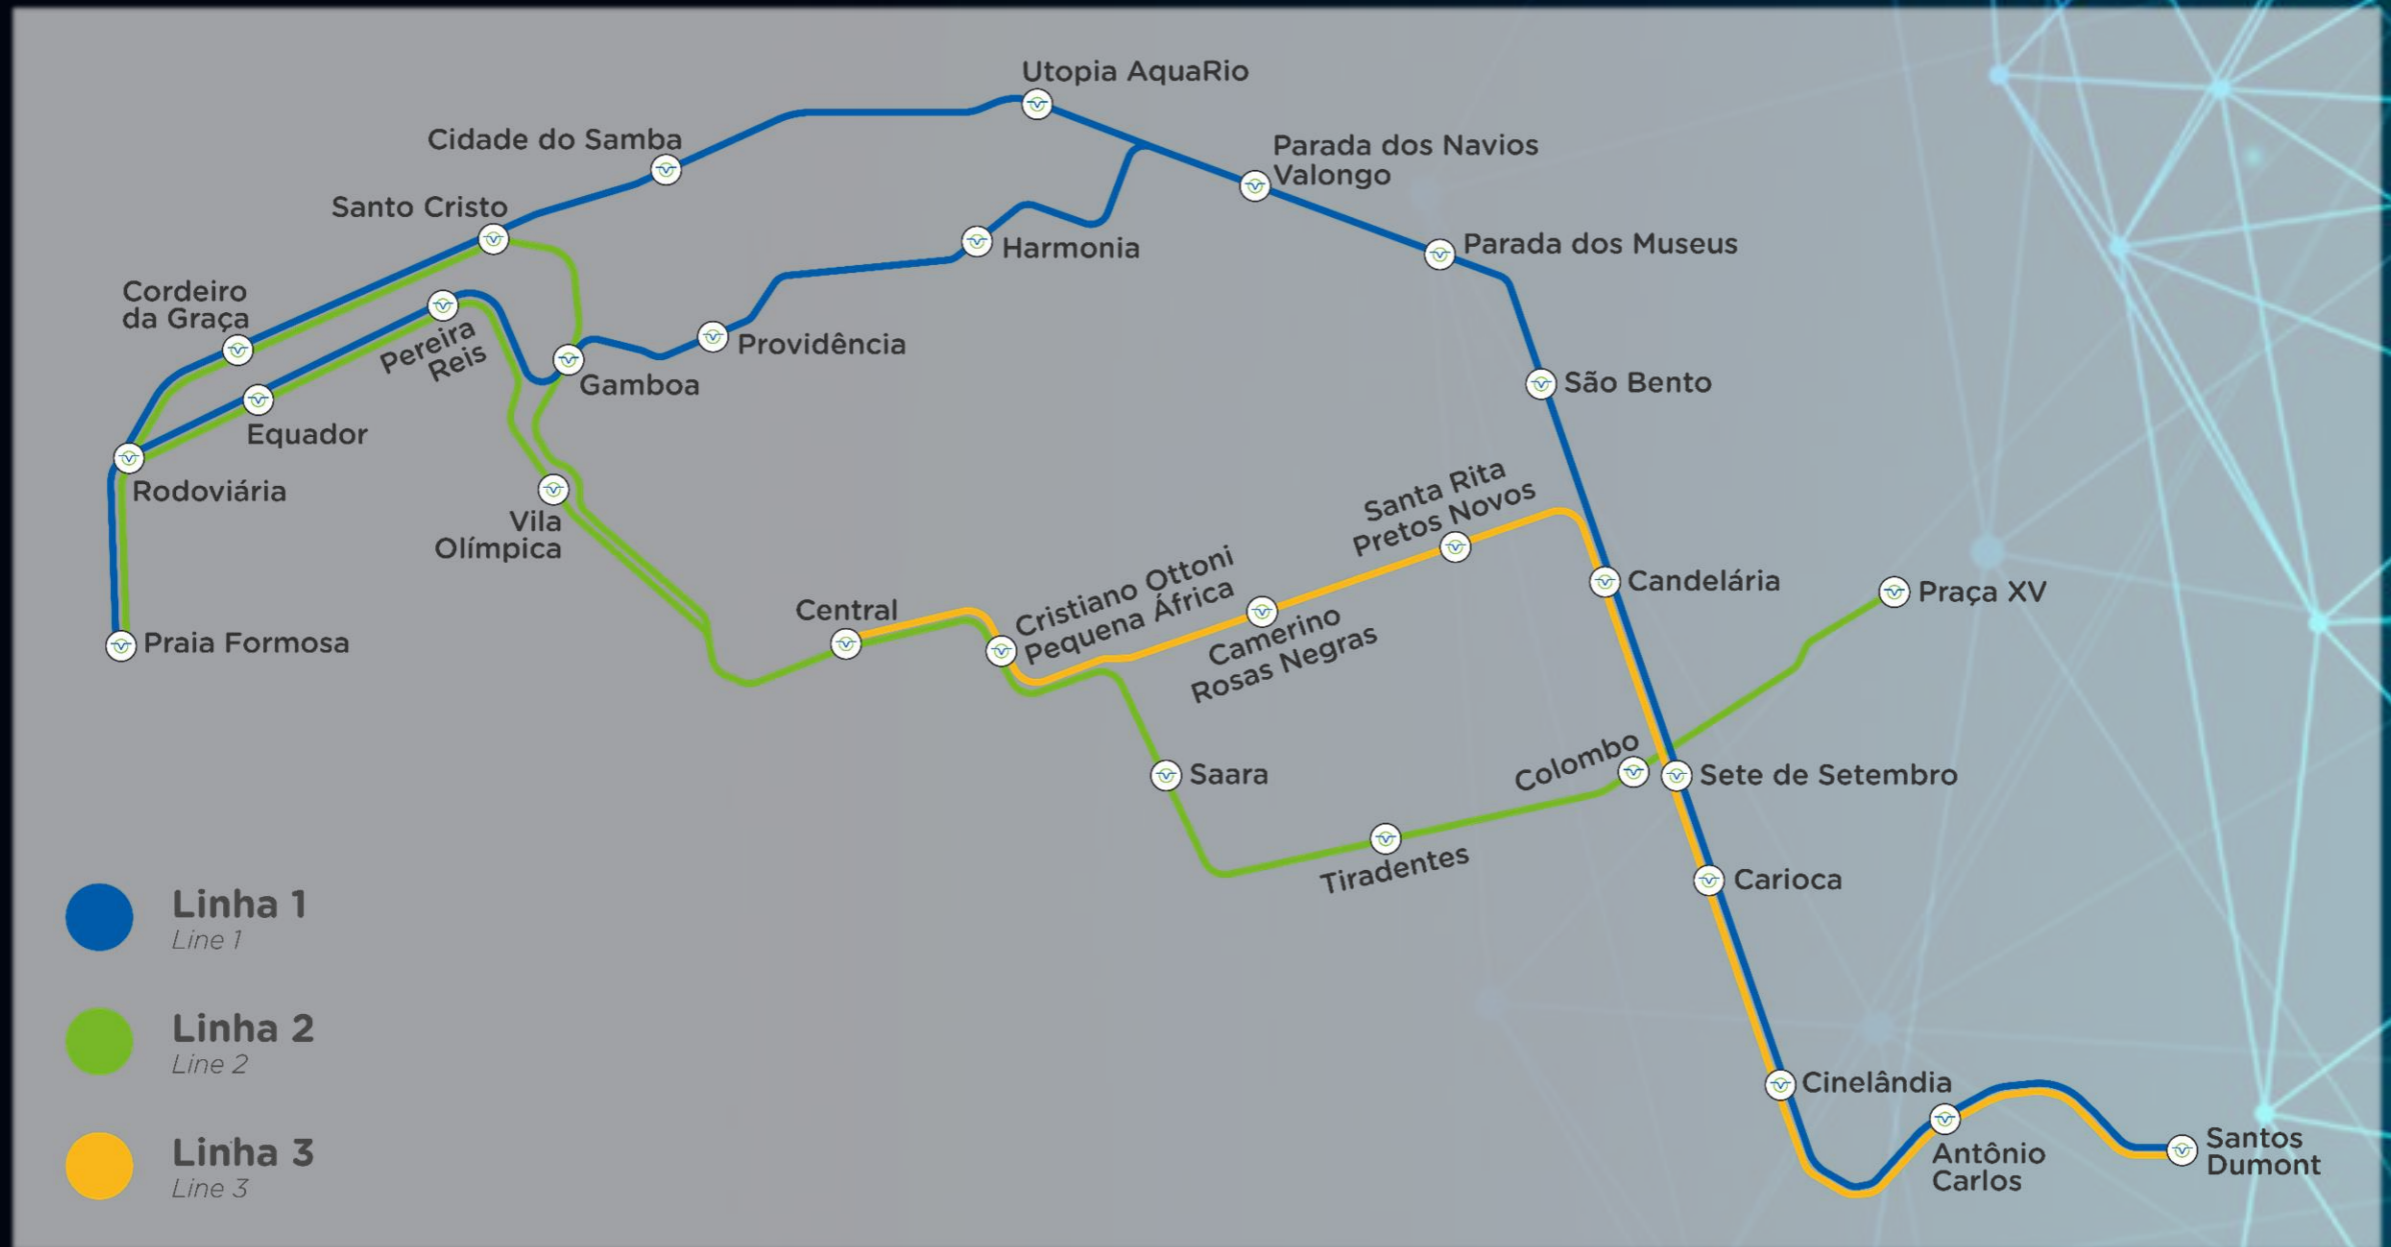 Utopia AquaRio
Cidade do Samba
Parada dos Navios
Valongo
Santo Cristo
Parada dos Museus
Harmonia
Cordeiro
da Graça
Pereira
Reis
Providência
Gamboa
São Bento
Equador
Rodoviária
Vila
Olímpica
Santa Rita
Pretos Novos
Cristiano Ottoni
Pequena África
Candelária
Praça XV
Central
Camerino
Rosas Negras
Praia Formosa
Colombo
Saara
Sete de Setembro
Tiradentes
Carioca
Linha 1
Line 1
Linha 2
Line 2
Cinelândia
Antônio
Carlos
Santos
Dumont
Linha 3
Line 3